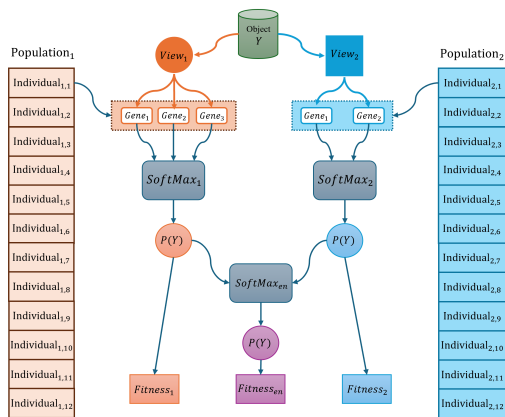 Object
Y
View₁
View₂
Population₁
Population₂
Individual₁,₁
Individual₁,₂
Individual₁,₃
Individual₁,₄
Individual₁,₅
Individual₁,₆
Individual₁,₇
Individual₁,₈
Individual₁,₉
Individual₁,₁₀
Individual₁,₁₁
Individual₁,₁₂
Gene₁ Gene₂ Gene₃
Gene₁ Gene₂
SoftMax₁
SoftMax₂
P(Y)
P(Y)
SoftMaxₑₙ
P(Y)
Fitness₁
Fitnessₑₙ
Fitness₂
Individual₂,₁
Individual₂,₂
Individual₂,₃
Individual₂,₄
Individual₂,₅
Individual₂,₆
Individual₂,₇
Individual₂,₈
Individual₂,₉
Individual₂,₁₀
Individual₂,₁₁
Individual₂,₁₂